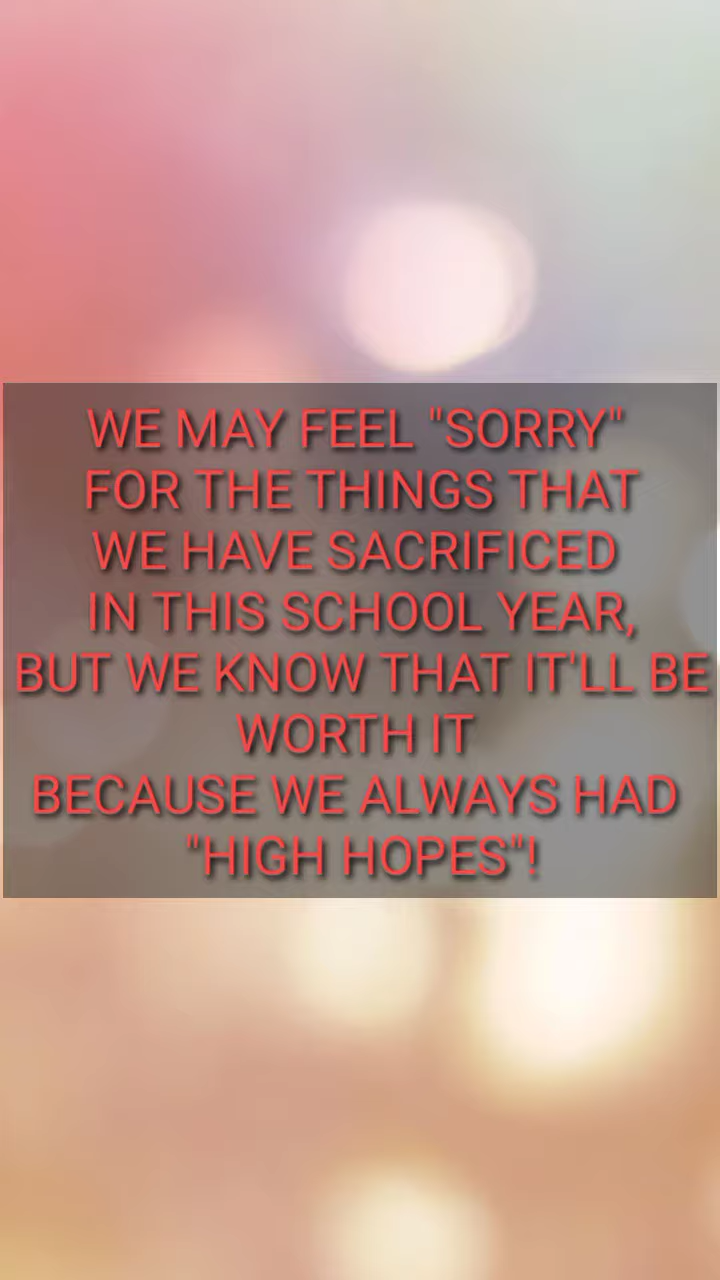 WE MAY FEEL "SORRY"
FOR THE THINGS THAT
WE HAVE SACRIFICED
IN THIS SCHOOL YEAR,
BUT WE KNOW THAT IT'LL BE
WORTH IT
BECAUSE WE ALWAYS HAD
"HIGH HOPES"!